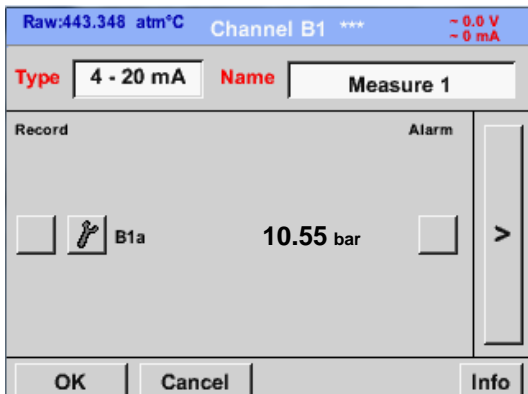 Raw:443.348 atm°C Channel B1 *** ~ 0.0 V
~ 0 mA
Type 4 - 20 mA Name Measure 1
Record Alarm
B1a 10.55 bar >
OK Cancel Info